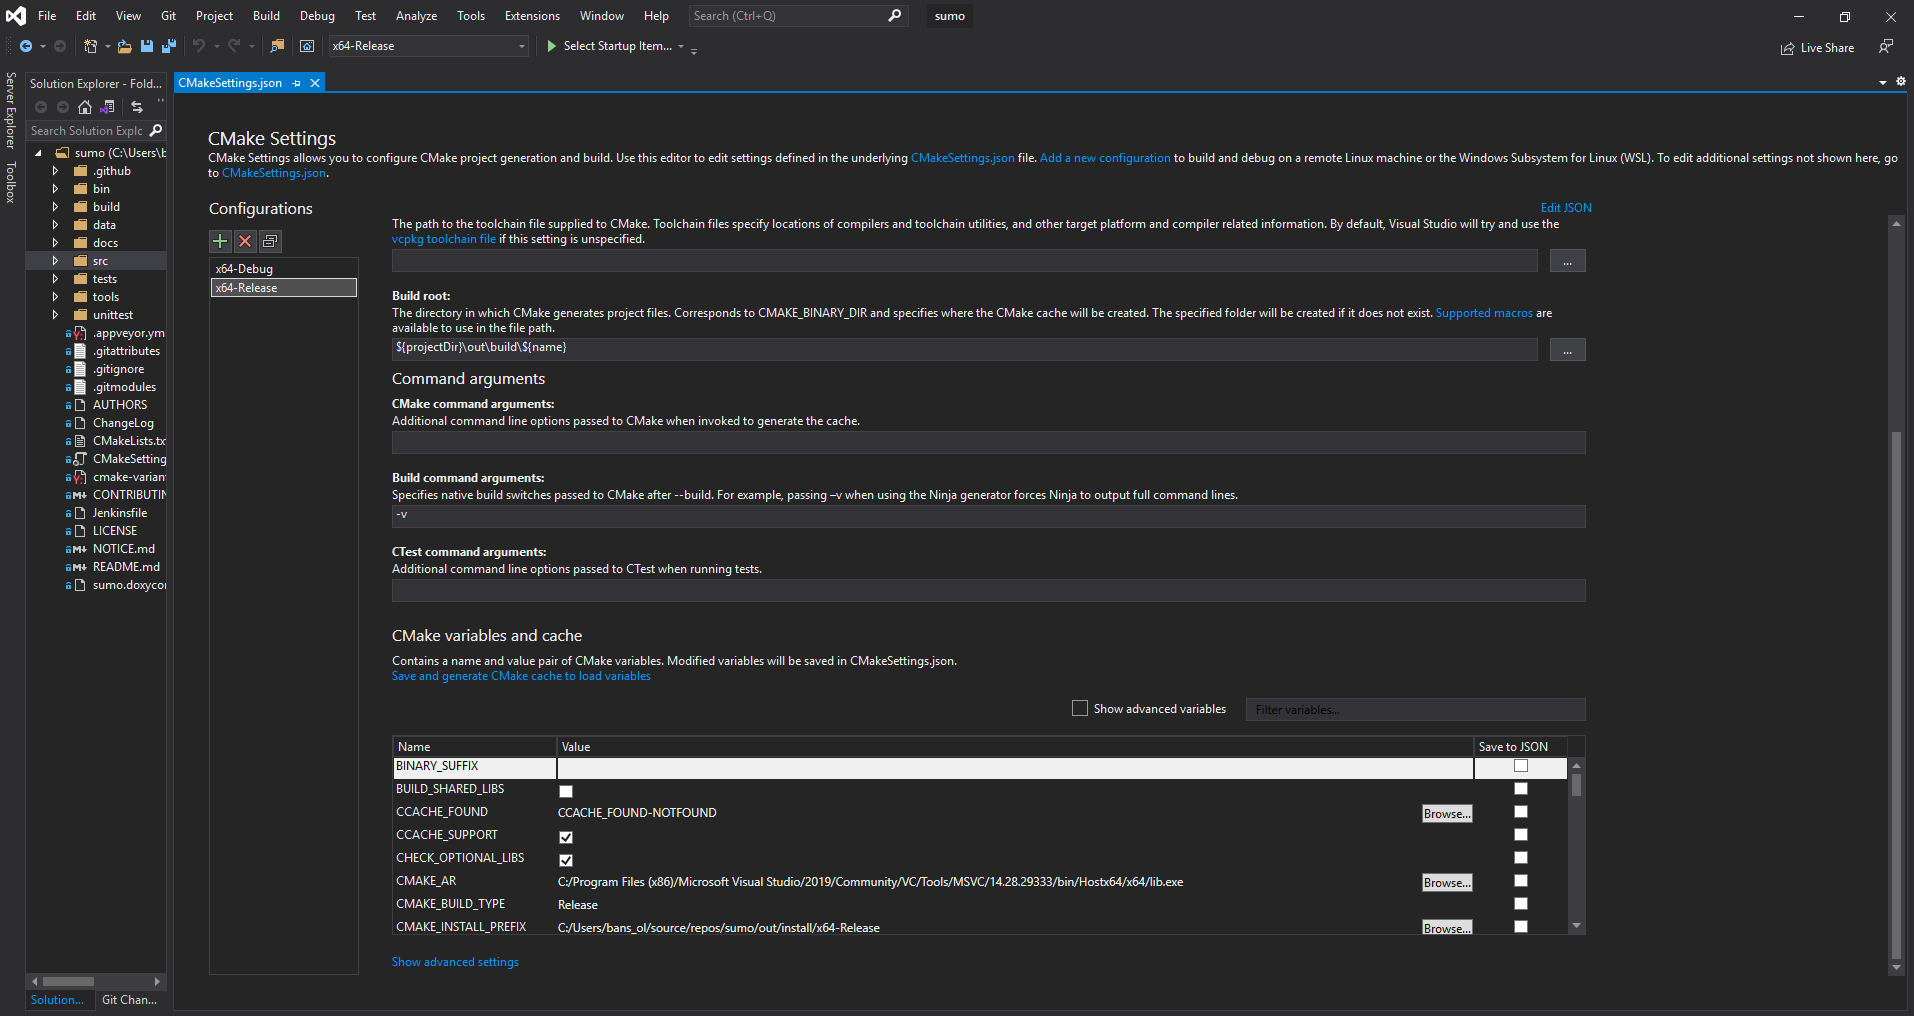 File Edit View Git Project Build Debug Test Analyze Tools Extensions Window Help Search (Ctrl+Q) sumo
x64-Release Select Startup Item... Live Share
Server Explorer
Toolbox
Solution Explorer - Fold...
Search Solution Explc
sumo (C:\Users\b
.github
bin
build
data
docs
src
tests
tools
unittest
.appveyor.ym
.gitattributes
.gitignore
.gitmodules
AUTHORS
ChangeLog
CMakeLists.tx
CMakeSetting
cmake-varian
CONTRIBUTIN
Jenkinsfile
LICENSE
NOTICE.md
README.md
sumo.doxycon
Solution... Git Chan...
CMakeSettings.json
CMake Settings
CMake Settings allows you to configure CMake project generation and build. Use this editor to edit settings defined in the underlying CMakeSettings.json file. Add a new configuration to build and debug on a remote Linux machine or the Windows Subsystem for Linux (WSL). To edit additional settings not shown here, go
to CMakeSettings.json.
Configurations
x64-Debug
x64-Release
Edit JSON
The path to the toolchain file supplied to CMake. Toolchain files specify locations of compilers and toolchain utilities, and other target platform and compiler related information. By default, Visual Studio will try and use the
vcpkg toolchain file if this setting is unspecified.
...
Build root:
The directory in which CMake generates project files. Corresponds to CMAKE_BINARY_DIR and specifies where the CMake cache will be created. The specified folder will be created if it does not exist. Supported macros are
available to use in the file path.
${projectDir}\out\build\${name}
...
Command arguments
CMake command arguments:
Additional command line options passed to CMake when invoked to generate the cache.
Build command arguments:
Specifies native build switches passed to CMake after --build. For example, passing –v when using the Ninja generator forces Ninja to output full command lines.
-v
CTest command arguments:
Additional command line options passed to CTest when running tests.
CMake variables and cache
Contains a name and value pair of CMake variables. Modified variables will be saved in CMakeSettings.json.
Save and generate CMake cache to load variables
Show advanced variables Filter variables...
Name Value Save to JSON
BINARY_SUFFIX
BUILD_SHARED_LIBS
CCACHE_FOUND CCACHE_FOUND-NOTFOUND Browse...
CCACHE_SUPPORT
CHECK_OPTIONAL_LIBS
CMAKE_AR C:/Program Files (x86)/Microsoft Visual Studio/2019/Community/VC/Tools/MSVC/14.28.29333/bin/Hostx64/x64/lib.exe Browse...
CMAKE_BUILD_TYPE Release
CMAKE_INSTALL_PREFIX C:/Users/bans_ol/source/repos/sumo/out/install/x64-Release Browse...
Show advanced settings